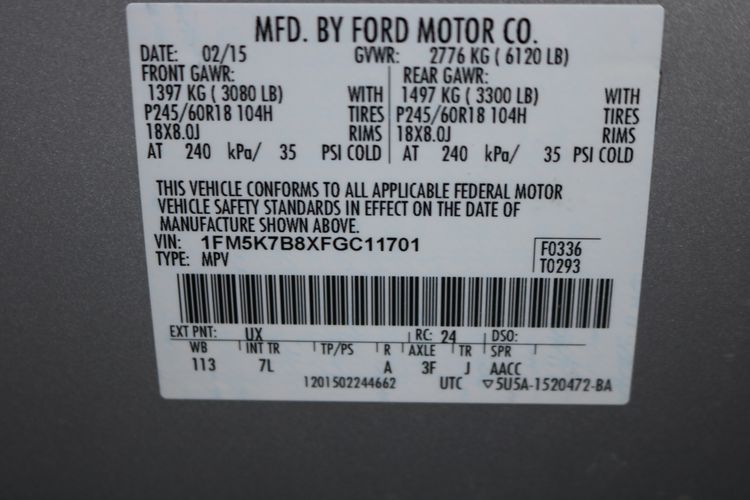 MFD. BY FORD MOTOR CO.
DATE: 02/15 GVWR: 2776 KG ( 6120 LB)
FRONT GAWR: REAR GAWR:
1397 KG ( 3080 LB) WITH 1497 KG ( 3300 LB) WITH
P245/60R18 104H TIRES P245/60R18 104H TIRES
18X8.0J RIMS 18X8.0J RIMS
AT 240 kPa/ 35 PSI COLD AT 240 kPa/ 35 PSI COLD
THIS VEHICLE CONFORMS TO ALL APPLICABLE FEDERAL MOTOR
VEHICLE SAFETY STANDARDS IN EFFECT ON THE DATE OF
MANUFACTURE SHOWN ABOVE.
VIN: 1FM5K7B8XFGC11701 F0336
TYPE: MPV T0293
EXT PNT: UX RC: 24 DSO:
WB INT TR TP/PS R AXLE TR SPR
113 7L A 3F J AACC
1201502244662 UTC ▽5U5A-1520472-BA